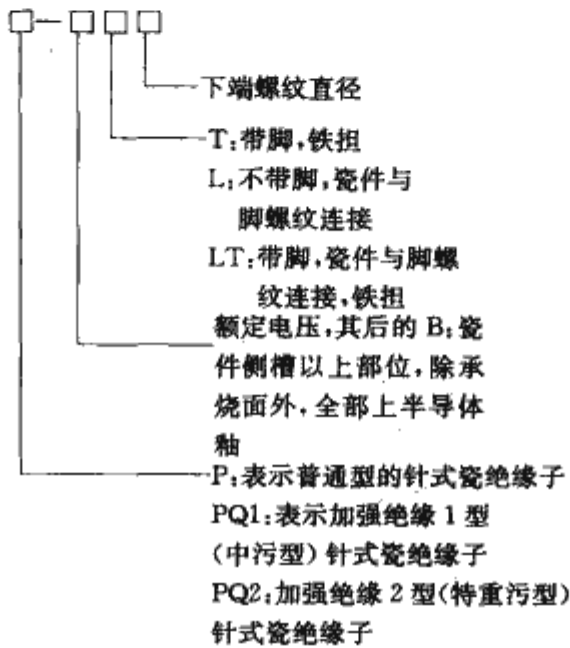 □-□□□
下端螺纹直径
T:带脚,铁担
L:不带脚,瓷件与
脚螺纹连接
LT:带脚,瓷件与脚螺
纹连接,铁担
额定电压,其后的 B:瓷
件侧槽以上部位,除承
烧面外,全部上半导体
釉
P:表示普通型的针式瓷绝缘子
PQ1:表示加强绝缘 1 型
(中污型)针式瓷绝缘子
PQ2:加强绝缘 2 型(特重污型)
针式瓷绝缘子